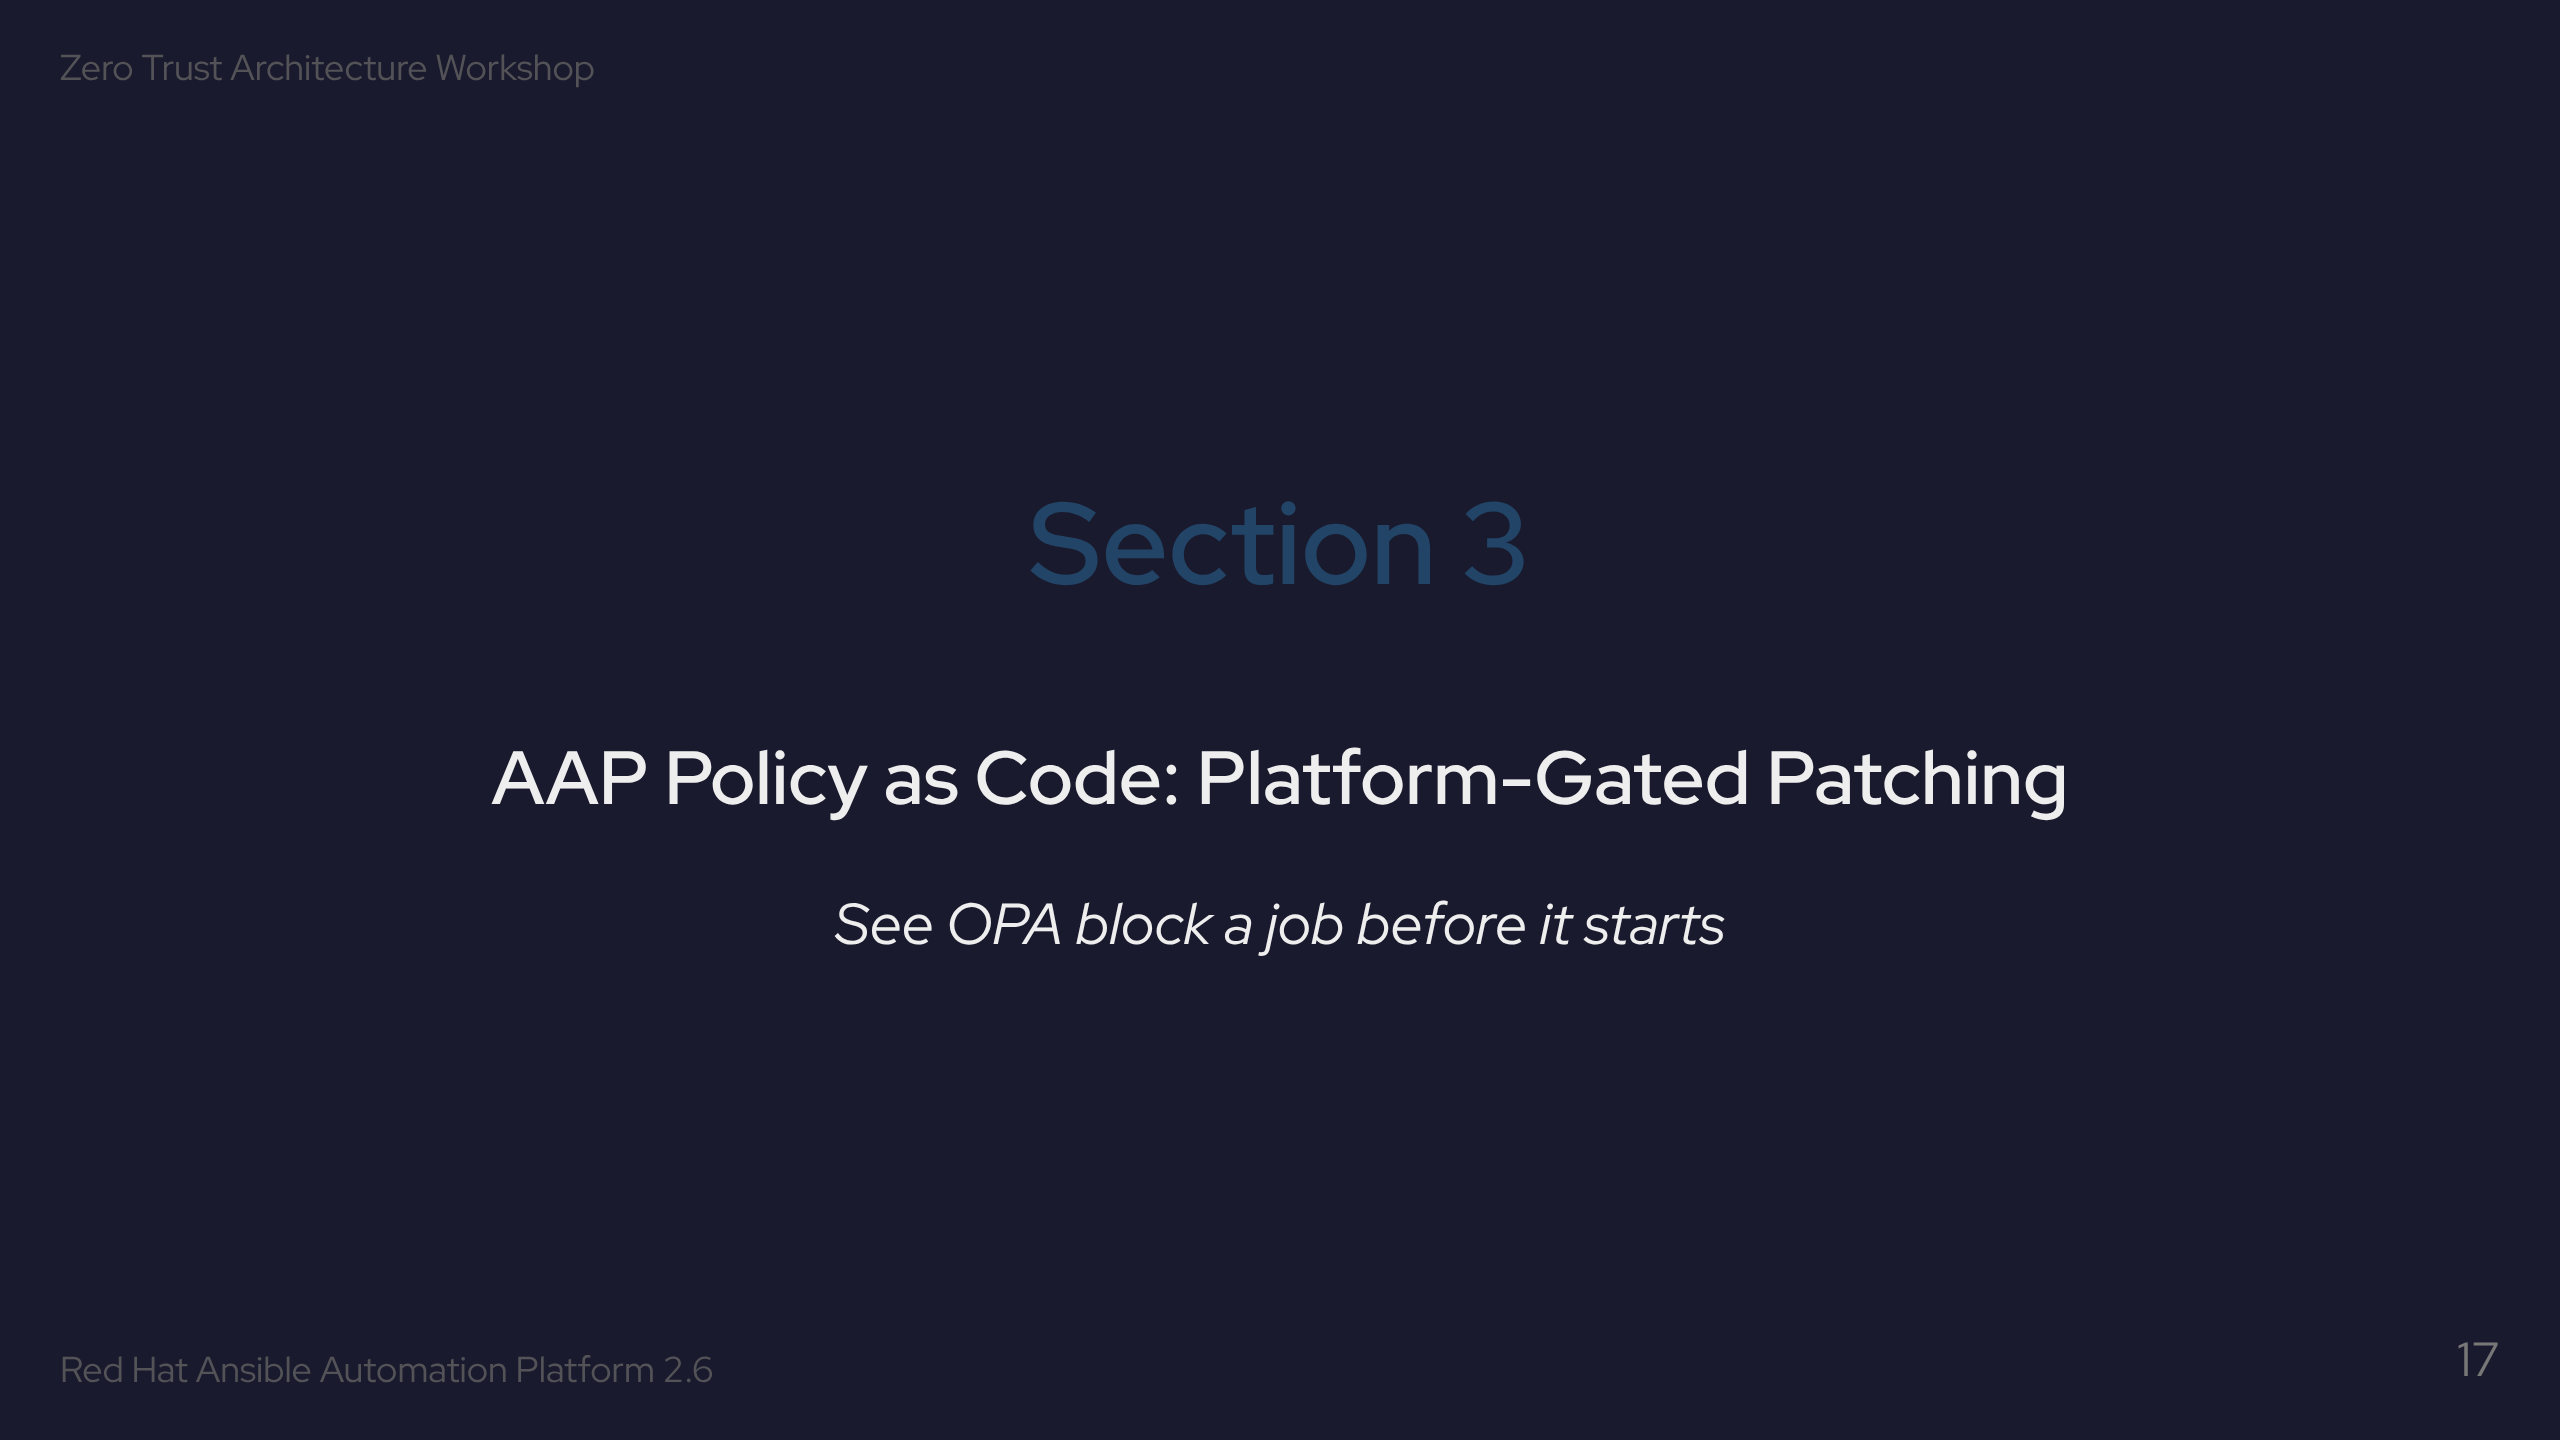 Zero Trust Architecture Workshop
Section 3
AAP Policy as Code: Platform-Gated Patching
See OPA block a job before it starts
Red Hat Ansible Automation Platform 2.6
17